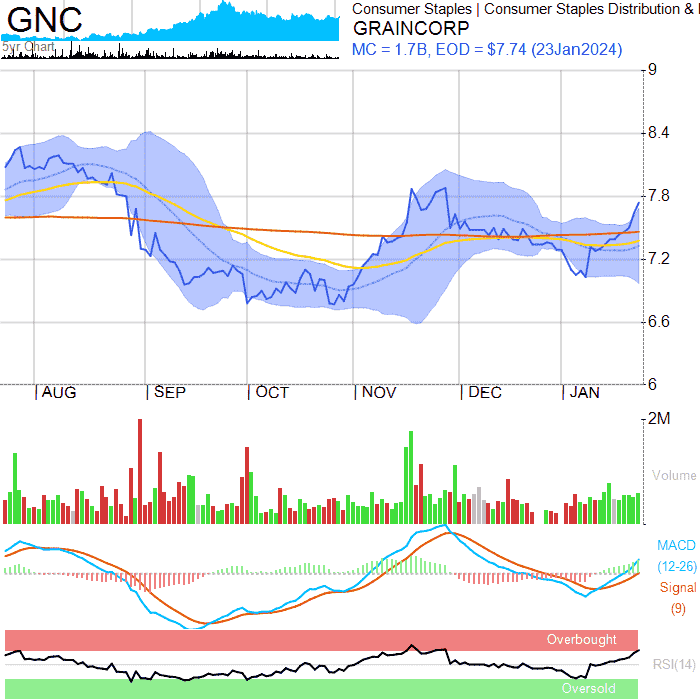 GNC
5yr Chart
Consumer Staples | Consumer Staples Distribution &
GRAINCORP
MC = 1.7B, EOD = $7.74 (23Jan2024)
9
8.4
7.8
7.2
6.6
6
AUG SEP OCT NOV DEC JAN
2M
Volume
MACD
(12-26)
Signal
(9)
Overbought
RSI(14)
Oversold